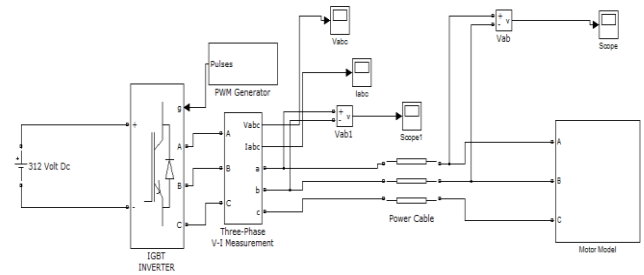 Vabc
+
-
v
Vab
Scope
Pulses
PWM Generator
Iabc
g
+
-
v
Vab1
Scope1
+
312 Volt Dc
+
-
A
B
C
IGBT
INVERTER
A
B
C
Vabc
Iabc
a
b
c
Three-Phase
V-I Measurement
Power Cable
A
B
C
Motor Model